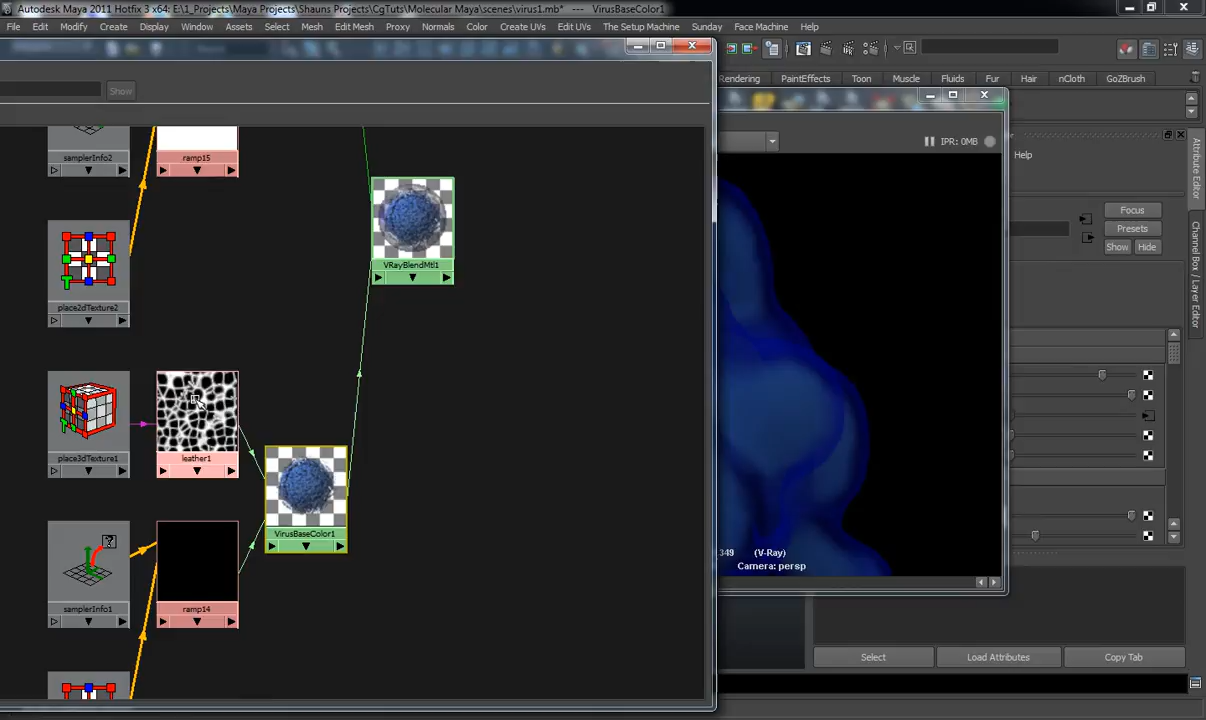 Autodesk Maya 2011 Hotfix 3 x64: E:\1_Projects\Maya Projects\Shauns Projects\CgTuts\Molecular Maya\scenes\virus1.mb* --- VirusBaseColor1
File Edit Modify Create Display Window Assets Select Mesh Edit Mesh Proxy Normals Color Create UVs Edit UVs The Setup Machine Sunday Face Machine Help
Rendering PaintEffects Toon Muscle Fluids Fur Hair nCloth GoZBrush
Show
IPR: 0MB
Help
samplerInfo2
ramp15
Attribute Editor
Focus
Presets
Show Hide
Channel Box / Layer Editor
VRayBlendMtl1
place2dTexture2
place3dTexture1
leather1
VirusBaseColor1
?
samplerInfo1
ramp14
.349 (V-Ray)
Camera: persp
Select
Load Attributes
Copy Tab